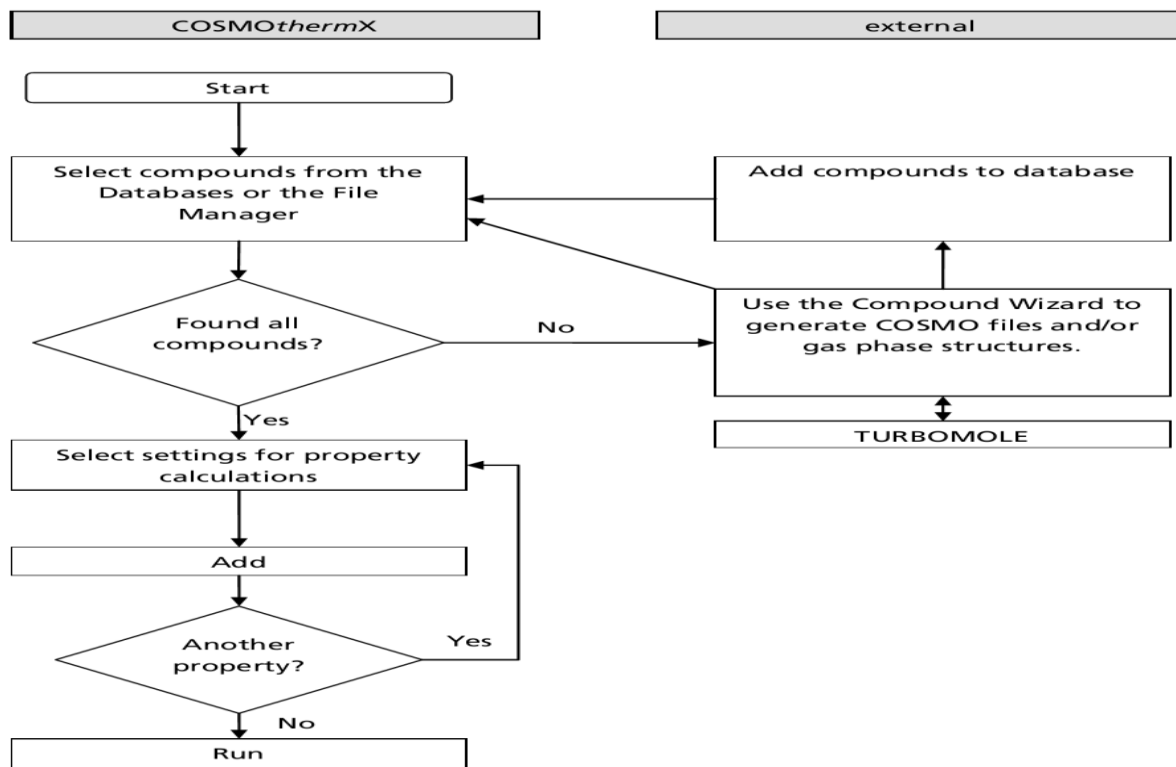 COSMOthermX
external
Start
Select compounds from the
Databases or the File
Manager
Add compounds to database
Found all
compounds?
No
Use the Compound Wizard to
generate COSMO files and/or
gas phase structures.
Yes
TURBOMOLE
Select settings for property
calculations
Add
Another
property?
Yes
No
Run